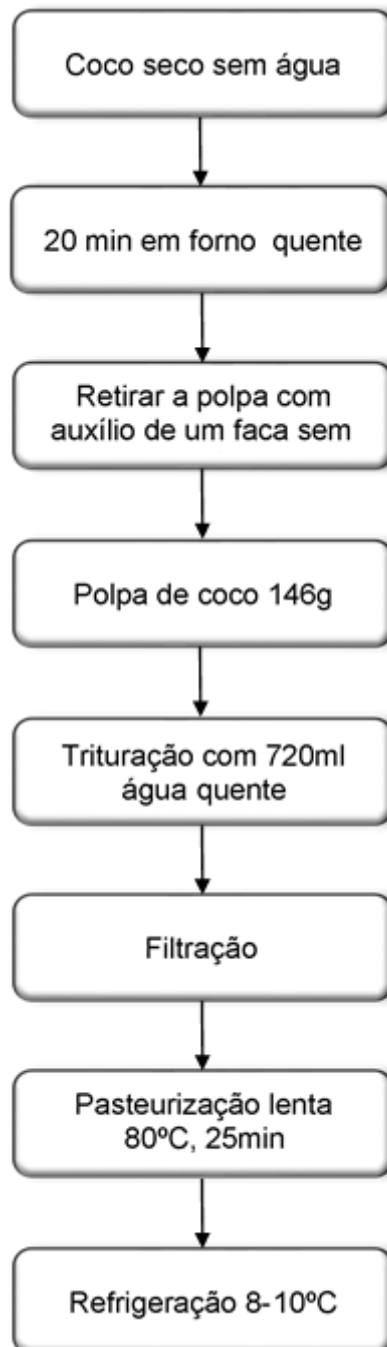 Coco seco sem água
20 min em forno quente
Retirar a polpa com
auxílio de um faca sem
Polpa de coco 146g
Trituração com 720ml
água quente
Filtração
Pasteurização lenta
80ºC, 25min
Refrigeração 8-10ºC